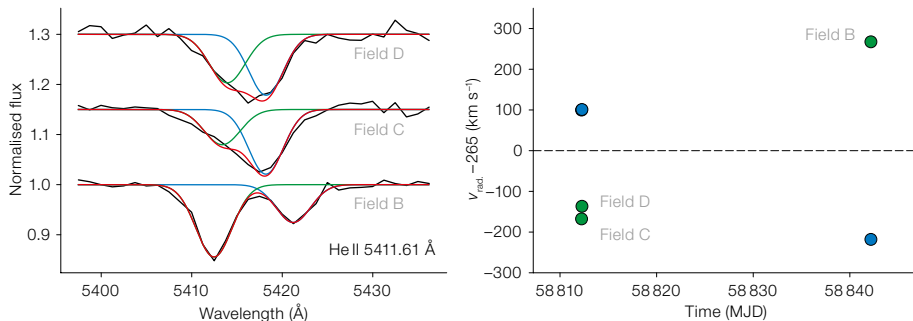 Normalised flux
1.3
1.2
1.1
1.0
0.9
Field D
Field C
Field B
He II 5411.61 Å
5400
5410
5420
5430
Wavelength (Å)
v rad. – 265 (km s⁻¹)
300
200
100
0
−100
−200
−300
Field B
Field D
Field C
58 810
58 820
58 830
58 840
Time (MJD)